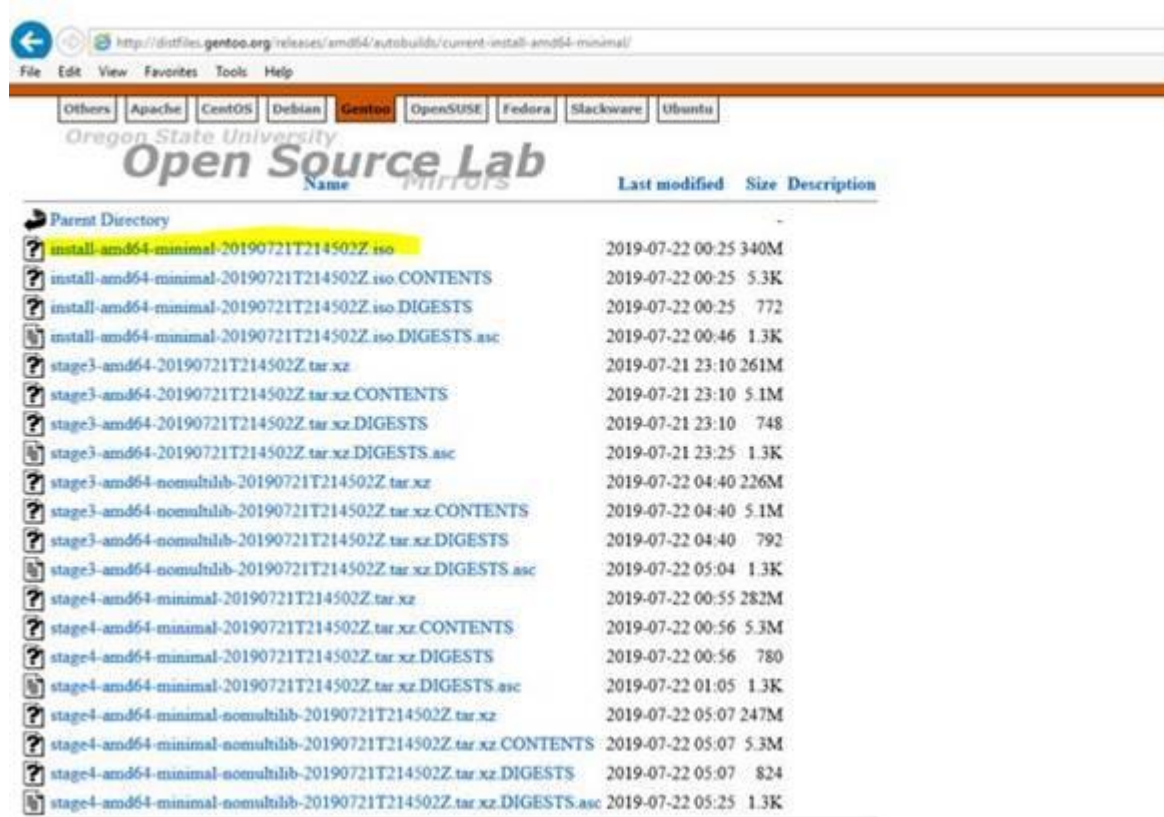 http://distfiles.gentoo.org/releases/amd64/autobuilds/current-install-amd64-minimal/
File Edit View Favorites Tools Help
Others Apache CentOS Debian Gentoo OpenSUSE Fedora Slackware Ubuntu
Oregon State University
Open Source Lab
Mirrors
Name Last modified Size Description
Parent Directory -
install-amd64-minimal-20190721T214502Z.iso 2019-07-22 00:25 340M
install-amd64-minimal-20190721T214502Z.iso.CONTENTS 2019-07-22 00:25 5.3K
install-amd64-minimal-20190721T214502Z.iso.DIGESTS 2019-07-22 00:25 772
install-amd64-minimal-20190721T214502Z.iso.DIGESTS.asc 2019-07-22 00:46 1.3K
stage3-amd64-20190721T214502Z.tar.xz 2019-07-21 23:10 261M
stage3-amd64-20190721T214502Z.tar.xz.CONTENTS 2019-07-21 23:10 5.1M
stage3-amd64-20190721T214502Z.tar.xz.DIGESTS 2019-07-21 23:10 748
stage3-amd64-20190721T214502Z.tar.xz.DIGESTS.asc 2019-07-21 23:25 1.3K
stage3-amd64-nomultilib-20190721T214502Z.tar.xz 2019-07-22 04:40 226M
stage3-amd64-nomultilib-20190721T214502Z.tar.xz.CONTENTS 2019-07-22 04:40 5.1M
stage3-amd64-nomultilib-20190721T214502Z.tar.xz.DIGESTS 2019-07-22 04:40 792
stage3-amd64-nomultilib-20190721T214502Z.tar.xz.DIGESTS.asc 2019-07-22 05:04 1.3K
stage4-amd64-minimal-20190721T214502Z.tar.xz 2019-07-22 00:55 282M
stage4-amd64-minimal-20190721T214502Z.tar.xz.CONTENTS 2019-07-22 00:56 5.3M
stage4-amd64-minimal-20190721T214502Z.tar.xz.DIGESTS 2019-07-22 00:56 780
stage4-amd64-minimal-20190721T214502Z.tar.xz.DIGESTS.asc 2019-07-22 01:05 1.3K
stage4-amd64-minimal-nomultilib-20190721T214502Z.tar.xz 2019-07-22 05:07 247M
stage4-amd64-minimal-nomultilib-20190721T214502Z.tar.xz.CONTENTS 2019-07-22 05:07 5.3M
stage4-amd64-minimal-nomultilib-20190721T214502Z.tar.xz.DIGESTS 2019-07-22 05:07 824
stage4-amd64-minimal-nomultilib-20190721T214502Z.tar.xz.DIGESTS.asc 2019-07-22 05:25 1.3K